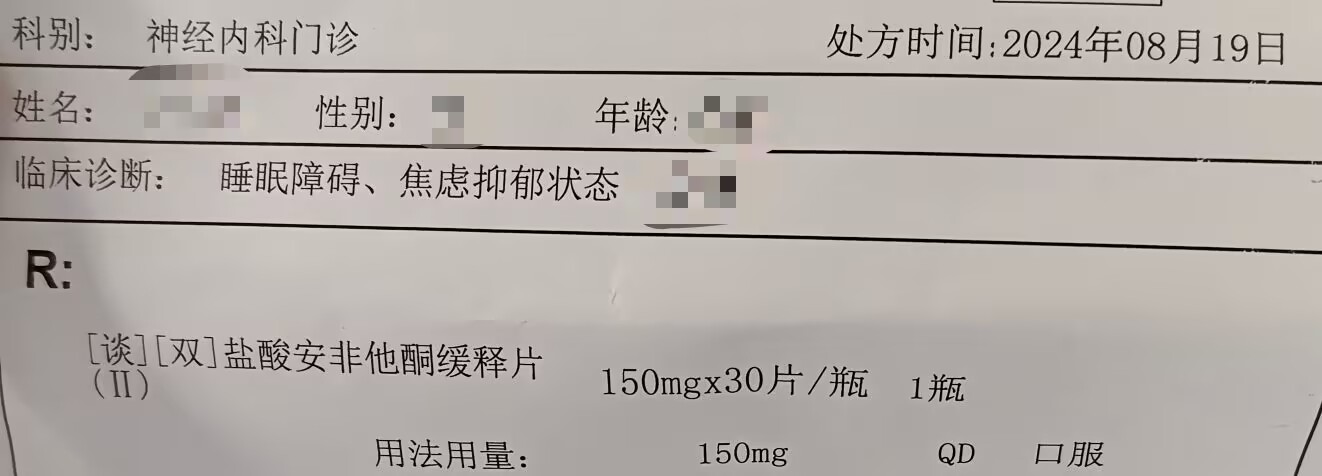 科别： 神经内科门诊 处方时间:2024年08月19日
姓名： 性别： 年龄:
临床诊断： 睡眠障碍、焦虑抑郁状态
R:
[谈][双]盐酸安非他酮缓释片 150mgx30片/瓶 1瓶
(II)
用法用量： 150mg QD 口服